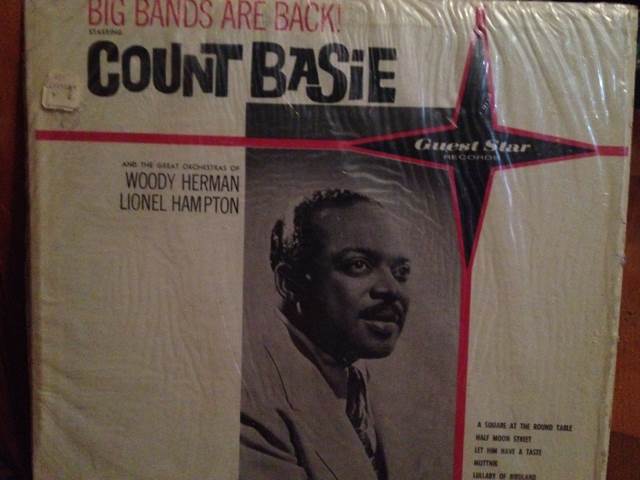 BIG BANDS ARE BACK!
STARRING
COUNT BASIE
Guest Star
RECORDS
AND THE GREAT ORCHESTRAS OF
WOODY HERMAN
LIONEL HAMPTON
A SQUARE AT THE ROUND TABLE
HALF MOON STREET
LET HIM HAVE A TASTE
MUTTNIK
LULLABY OF BIRDLAND